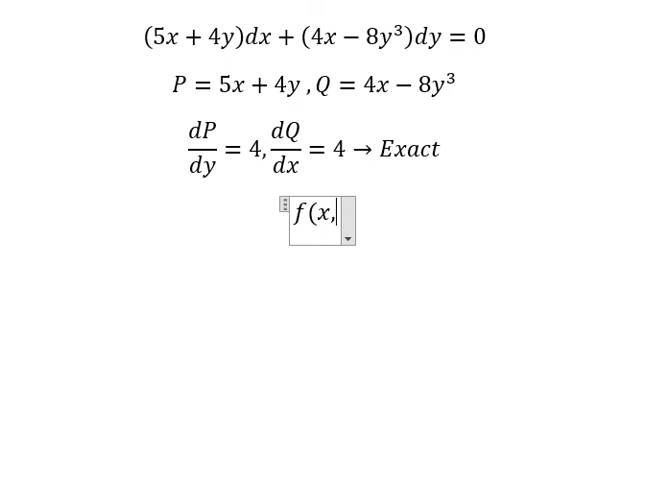 (5x + 4y)dx + (4x − 8y³)dy = 0
P = 5x + 4y , Q = 4x − 8y³
dP/dy = 4, dQ/dx = 4 → Exact
f(x,